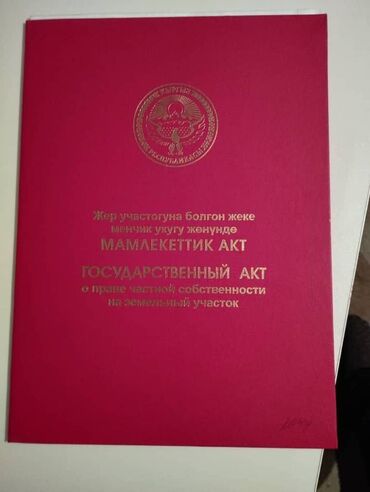 Жер участогуна болгон жеке
менчик укугу жөнүндө
МАМЛЕКЕТТИК АКТ
ГОСУДАРСТВЕННЫЙ АКТ
о праве частной собственности
на земельный участок